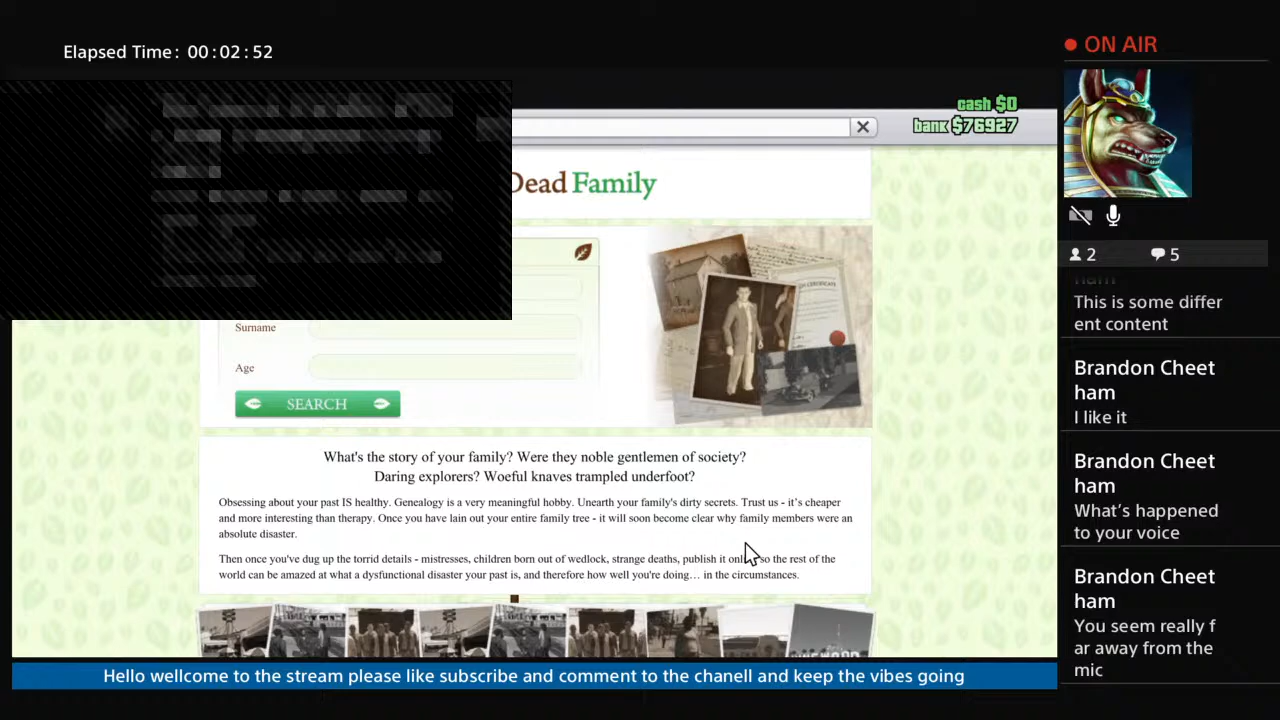 Elapsed Time: 00:02:52
ON AIR
cash $0
bank $76927
Dead Family
Surname
Age
SEARCH
What's the story of your family? Were they noble gentlemen of society?
Daring explorers? Woeful knaves trampled underfoot?
Obsessing about your past IS healthy. Genealogy is a very meaningful hobby. Unearth your family's dirty secrets. Trust us - it's cheaper
and more interesting than therapy. Once you have lain out your entire family tree - it will soon become clear why family members were an
absolute disaster.
Then once you've dug up the torrid details - mistresses, children born out of wedlock, strange deaths, publish it so the rest of the
world can be amazed at what a dysfunctional disaster your past is, and therefore how well you're doing... in the circumstances.
2
5
ham
This is some differ
ent content
Brandon Cheet
ham
I like it
Brandon Cheet
ham
What's happened
to your voice
Brandon Cheet
ham
You seem really f
ar away from the
mic
Hello wellcome to the stream please like subscribe and comment to the chanell and keep the vibes going